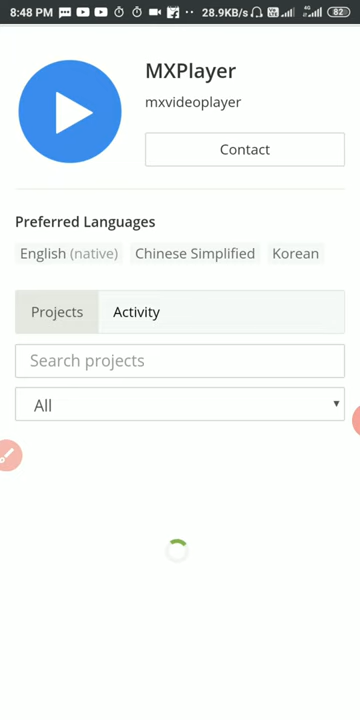 8:48 PM 28.9KB/s 4G 82
MXPlayer
mxvideoplayer
Contact
Preferred Languages
English (native) Chinese Simplified Korean
Projects Activity
Search projects
All